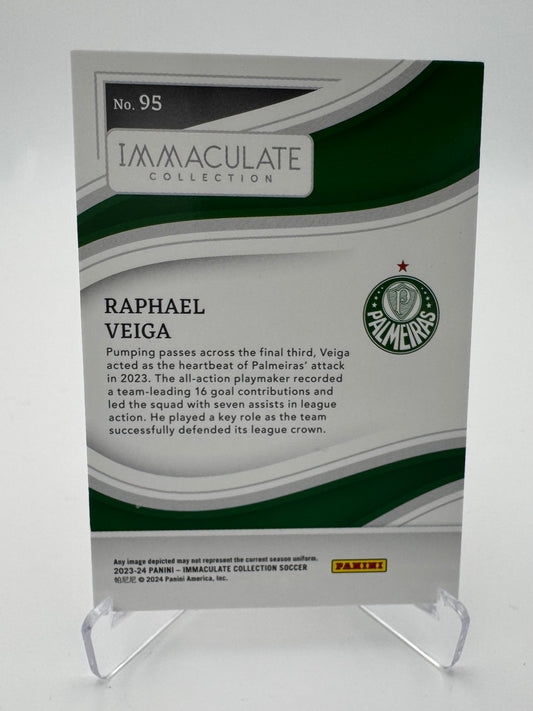 No. 95
IMMACULATE
COLLECTION
RAPHAEL
VEIGA
Pumping passes across the final third, Veiga
acted as the heartbeat of Palmeiras' attack
in 2023. The all-action playmaker recorded
a team-leading 16 goal contributions and
led the squad with seven assists in league
action. He played a key role as the team
successfully defended its league crown.
P
PALMEIRAS
Any image depicted may not represent the current season uniform.
2023-24 PANINI – IMMACULATE COLLECTION SOCCER
帕尼尼 © 2024 Panini America, Inc.
PANINI